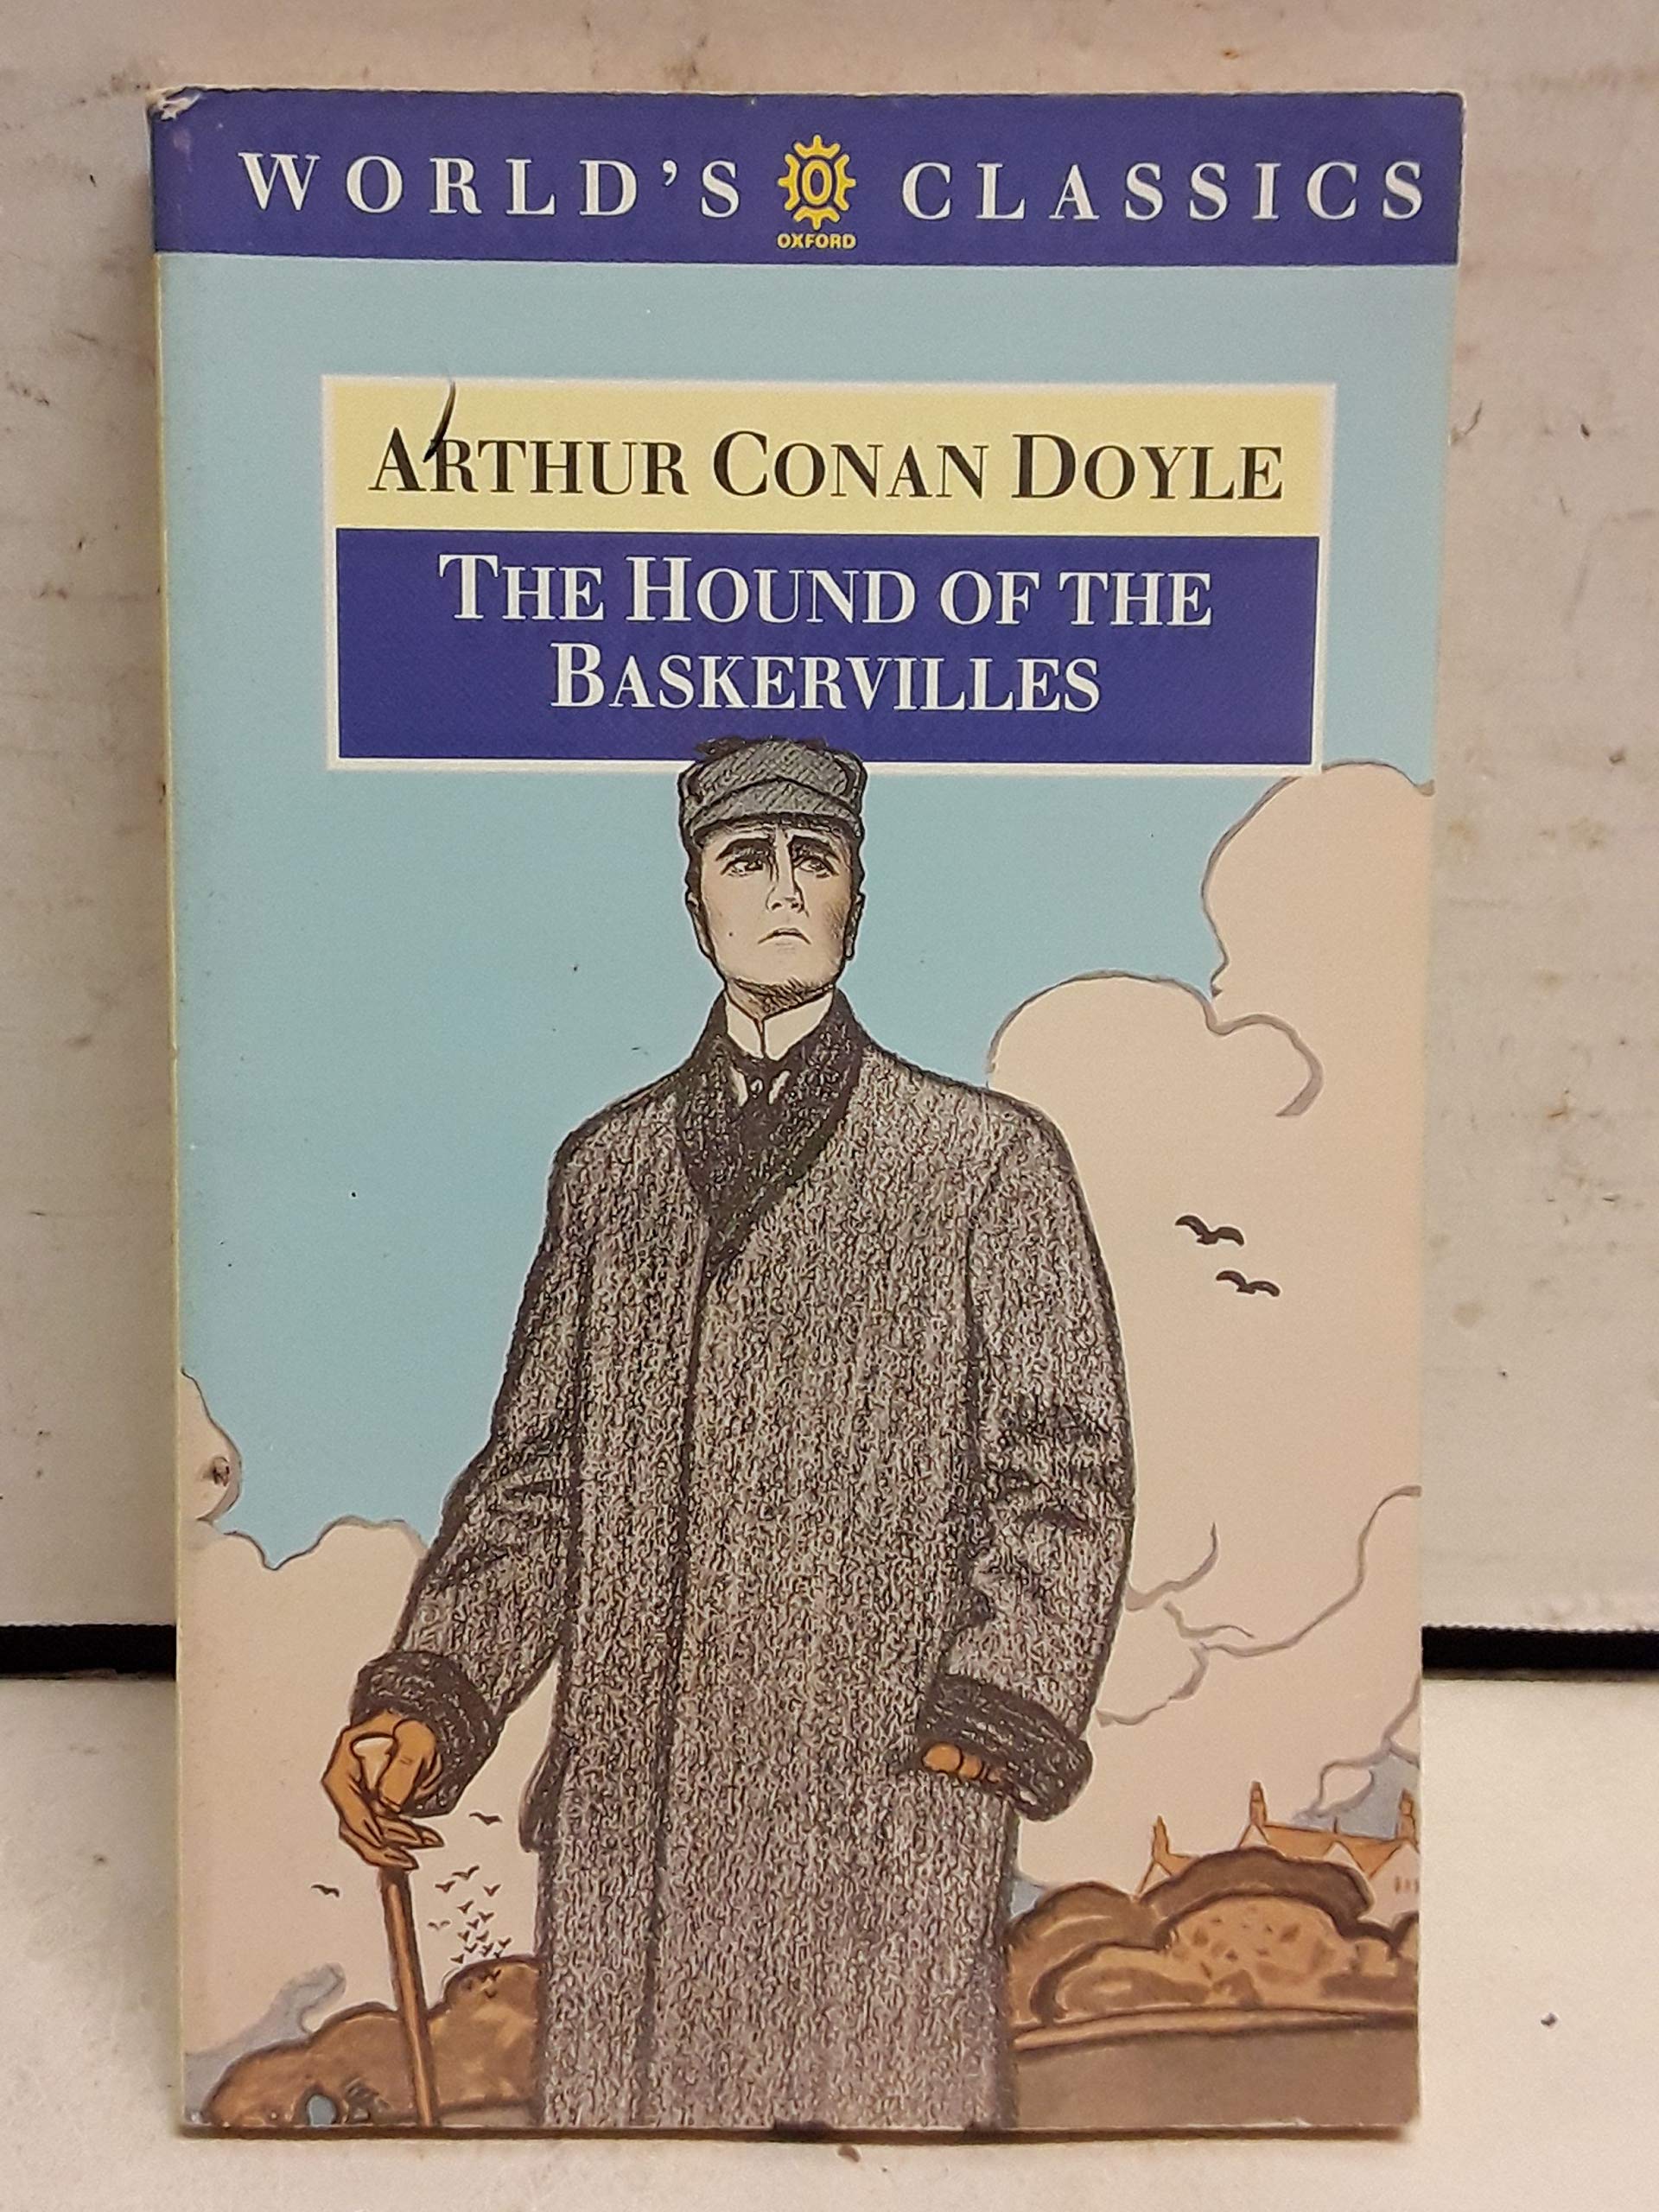 WORLD'S O CLASSICS
OXFORD
ARTHUR CONAN DOYLE
THE HOUND OF THE
BASKERVILLES